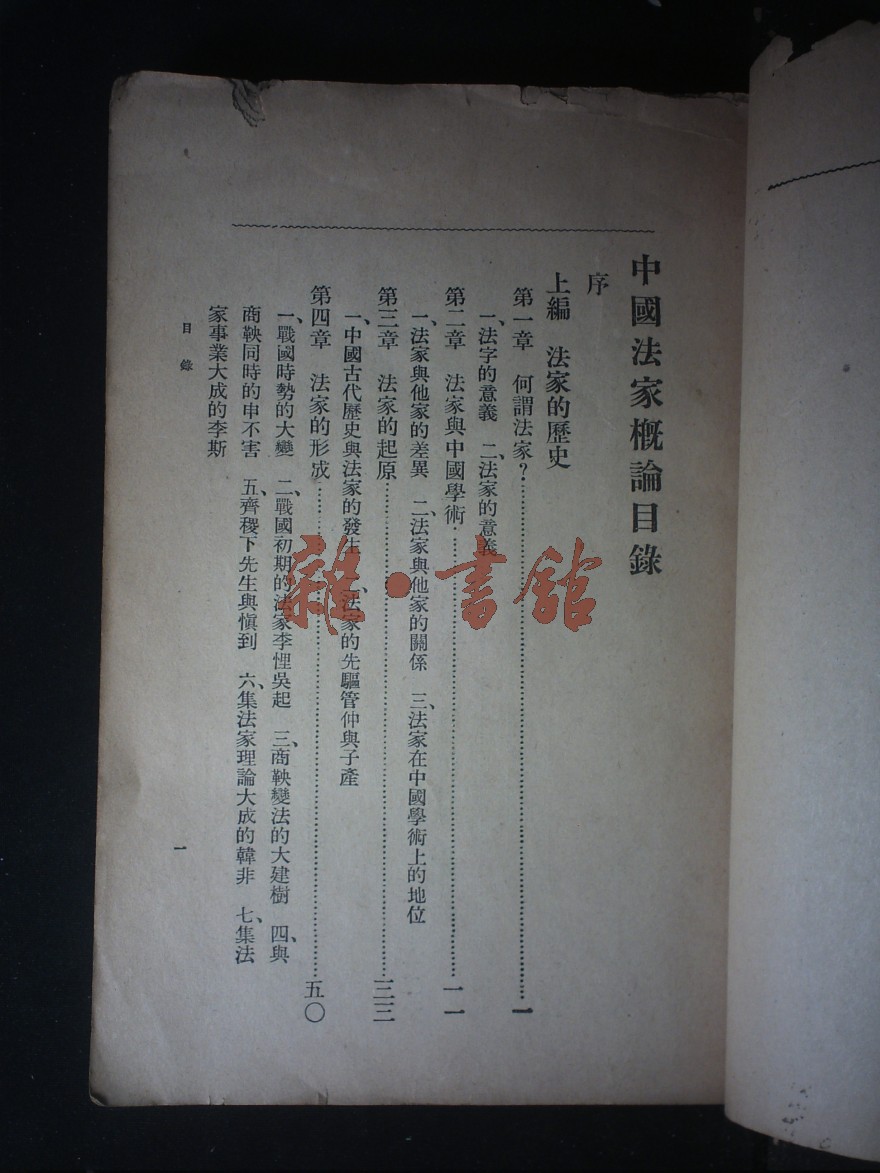 中國法家概論目錄
序
上編 法家的歷史
第一章 何謂法家?……一
一、法字的意義 二、法家的意義
第二章 法家與中國學術……一一
一、法家與他家的差異 二、法家與他家的關係 三、法家在中國學術上的地位
第三章 法家的起原……三三
一、中國古代歷史與法家的發生 二、法家的先驅管仲與子產
第四章 法家的形成……五〇
一、戰國時勢的大變 二、戰國初期的法家李悝吳起 三、商鞅變法的大建樹 四、與
商鞅同時的申不害 五、齊稷下先生與慎到 六、集法家理論大成的韓非 七、集法
家事業大成的李斯
目錄
一
雜·書館